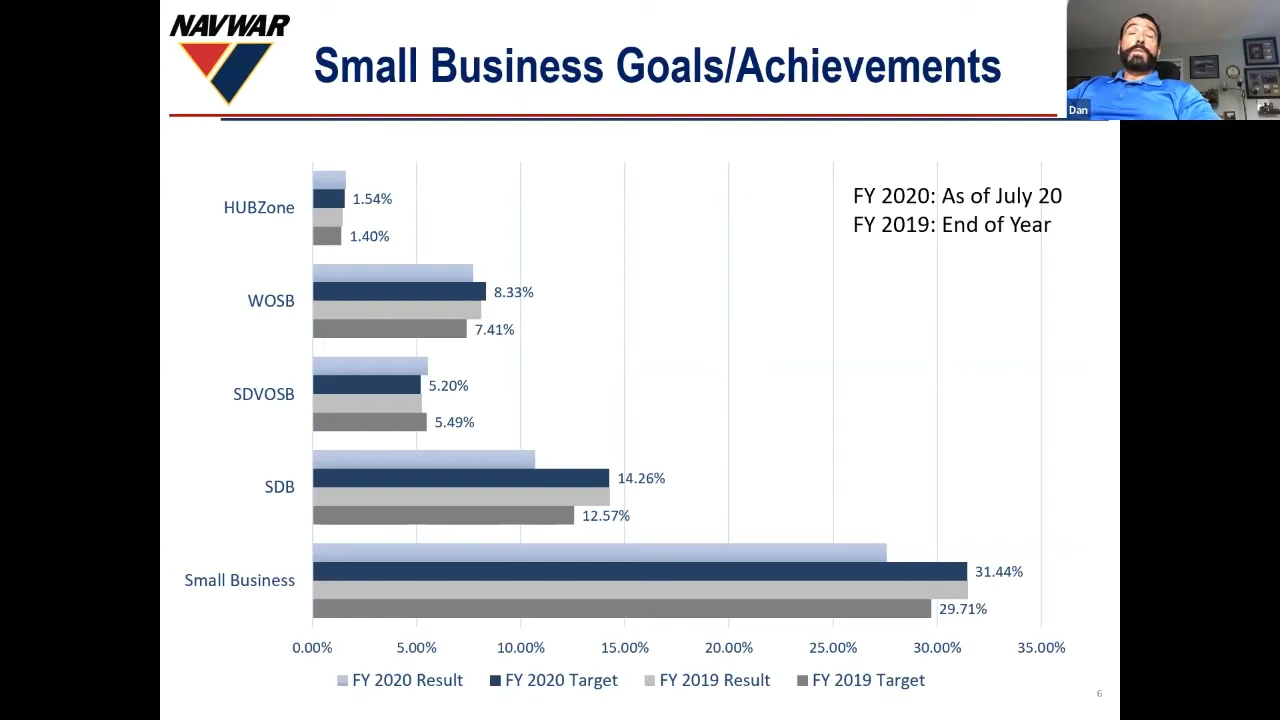 NAVWAR
Small Business Goals/Achievements
Dan
FY 2020: As of July 20
FY 2019: End of Year
HUBZone
1.54%
1.40%
WOSB
8.33%
7.41%
SDVOSB
5.20%
5.49%
SDB
14.26%
12.57%
Small Business
31.44%
29.71%
0.00% 5.00% 10.00% 15.00% 20.00% 25.00% 30.00% 35.00%
FY 2020 Result FY 2020 Target FY 2019 Result FY 2019 Target
6